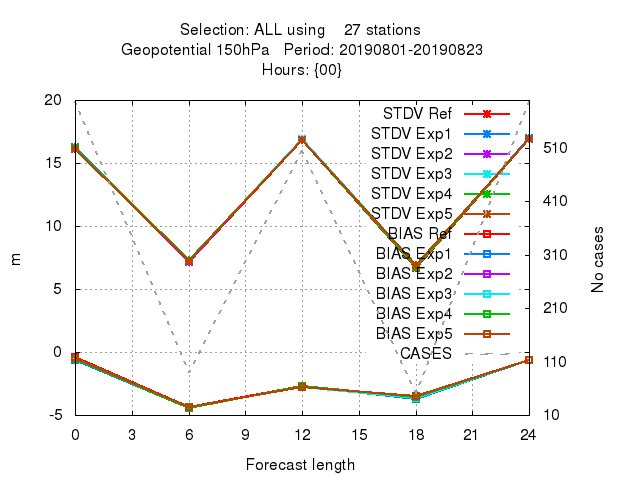 Selection: ALL using    27 stations
Geopotential 150hPa   Period: 20190801-20190823
Hours: {00}
20
15
10
5
0
-5
m
0 3 6 9 12 15 18 21 24
Forecast length
510
410
310
210
110
10
No cases
STDV Ref
STDV Exp1
STDV Exp2
STDV Exp3
STDV Exp4
STDV Exp5
BIAS Ref
BIAS Exp1
BIAS Exp2
BIAS Exp3
BIAS Exp4
BIAS Exp5
CASES